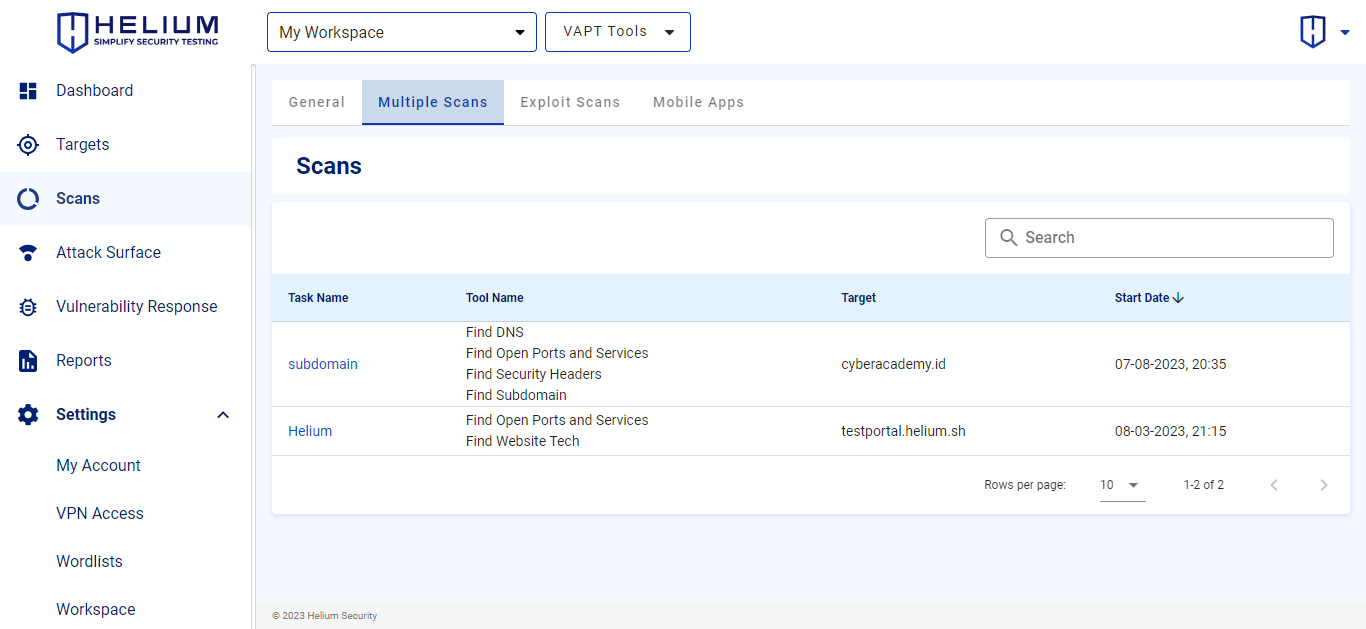 HELIUM
SIMPLIFY SECURITY TESTING
My Workspace
VAPT Tools
Dashboard
Targets
Scans
Attack Surface
Vulnerability Response
Reports
Settings
My Account
VPN Access
Wordlists
Workspace
General Multiple Scans Exploit Scans Mobile Apps
Scans
Search
Task Name Tool Name Target Start Date
subdomain
Find DNS
Find Open Ports and Services
Find Security Headers
Find Subdomain
cyberacademy.id
07-08-2023, 20:35
Helium
Find Open Ports and Services
Find Website Tech
testportal.helium.sh
08-03-2023, 21:15
Rows per page: 10 1-2 of 2
© 2023 Helium Security